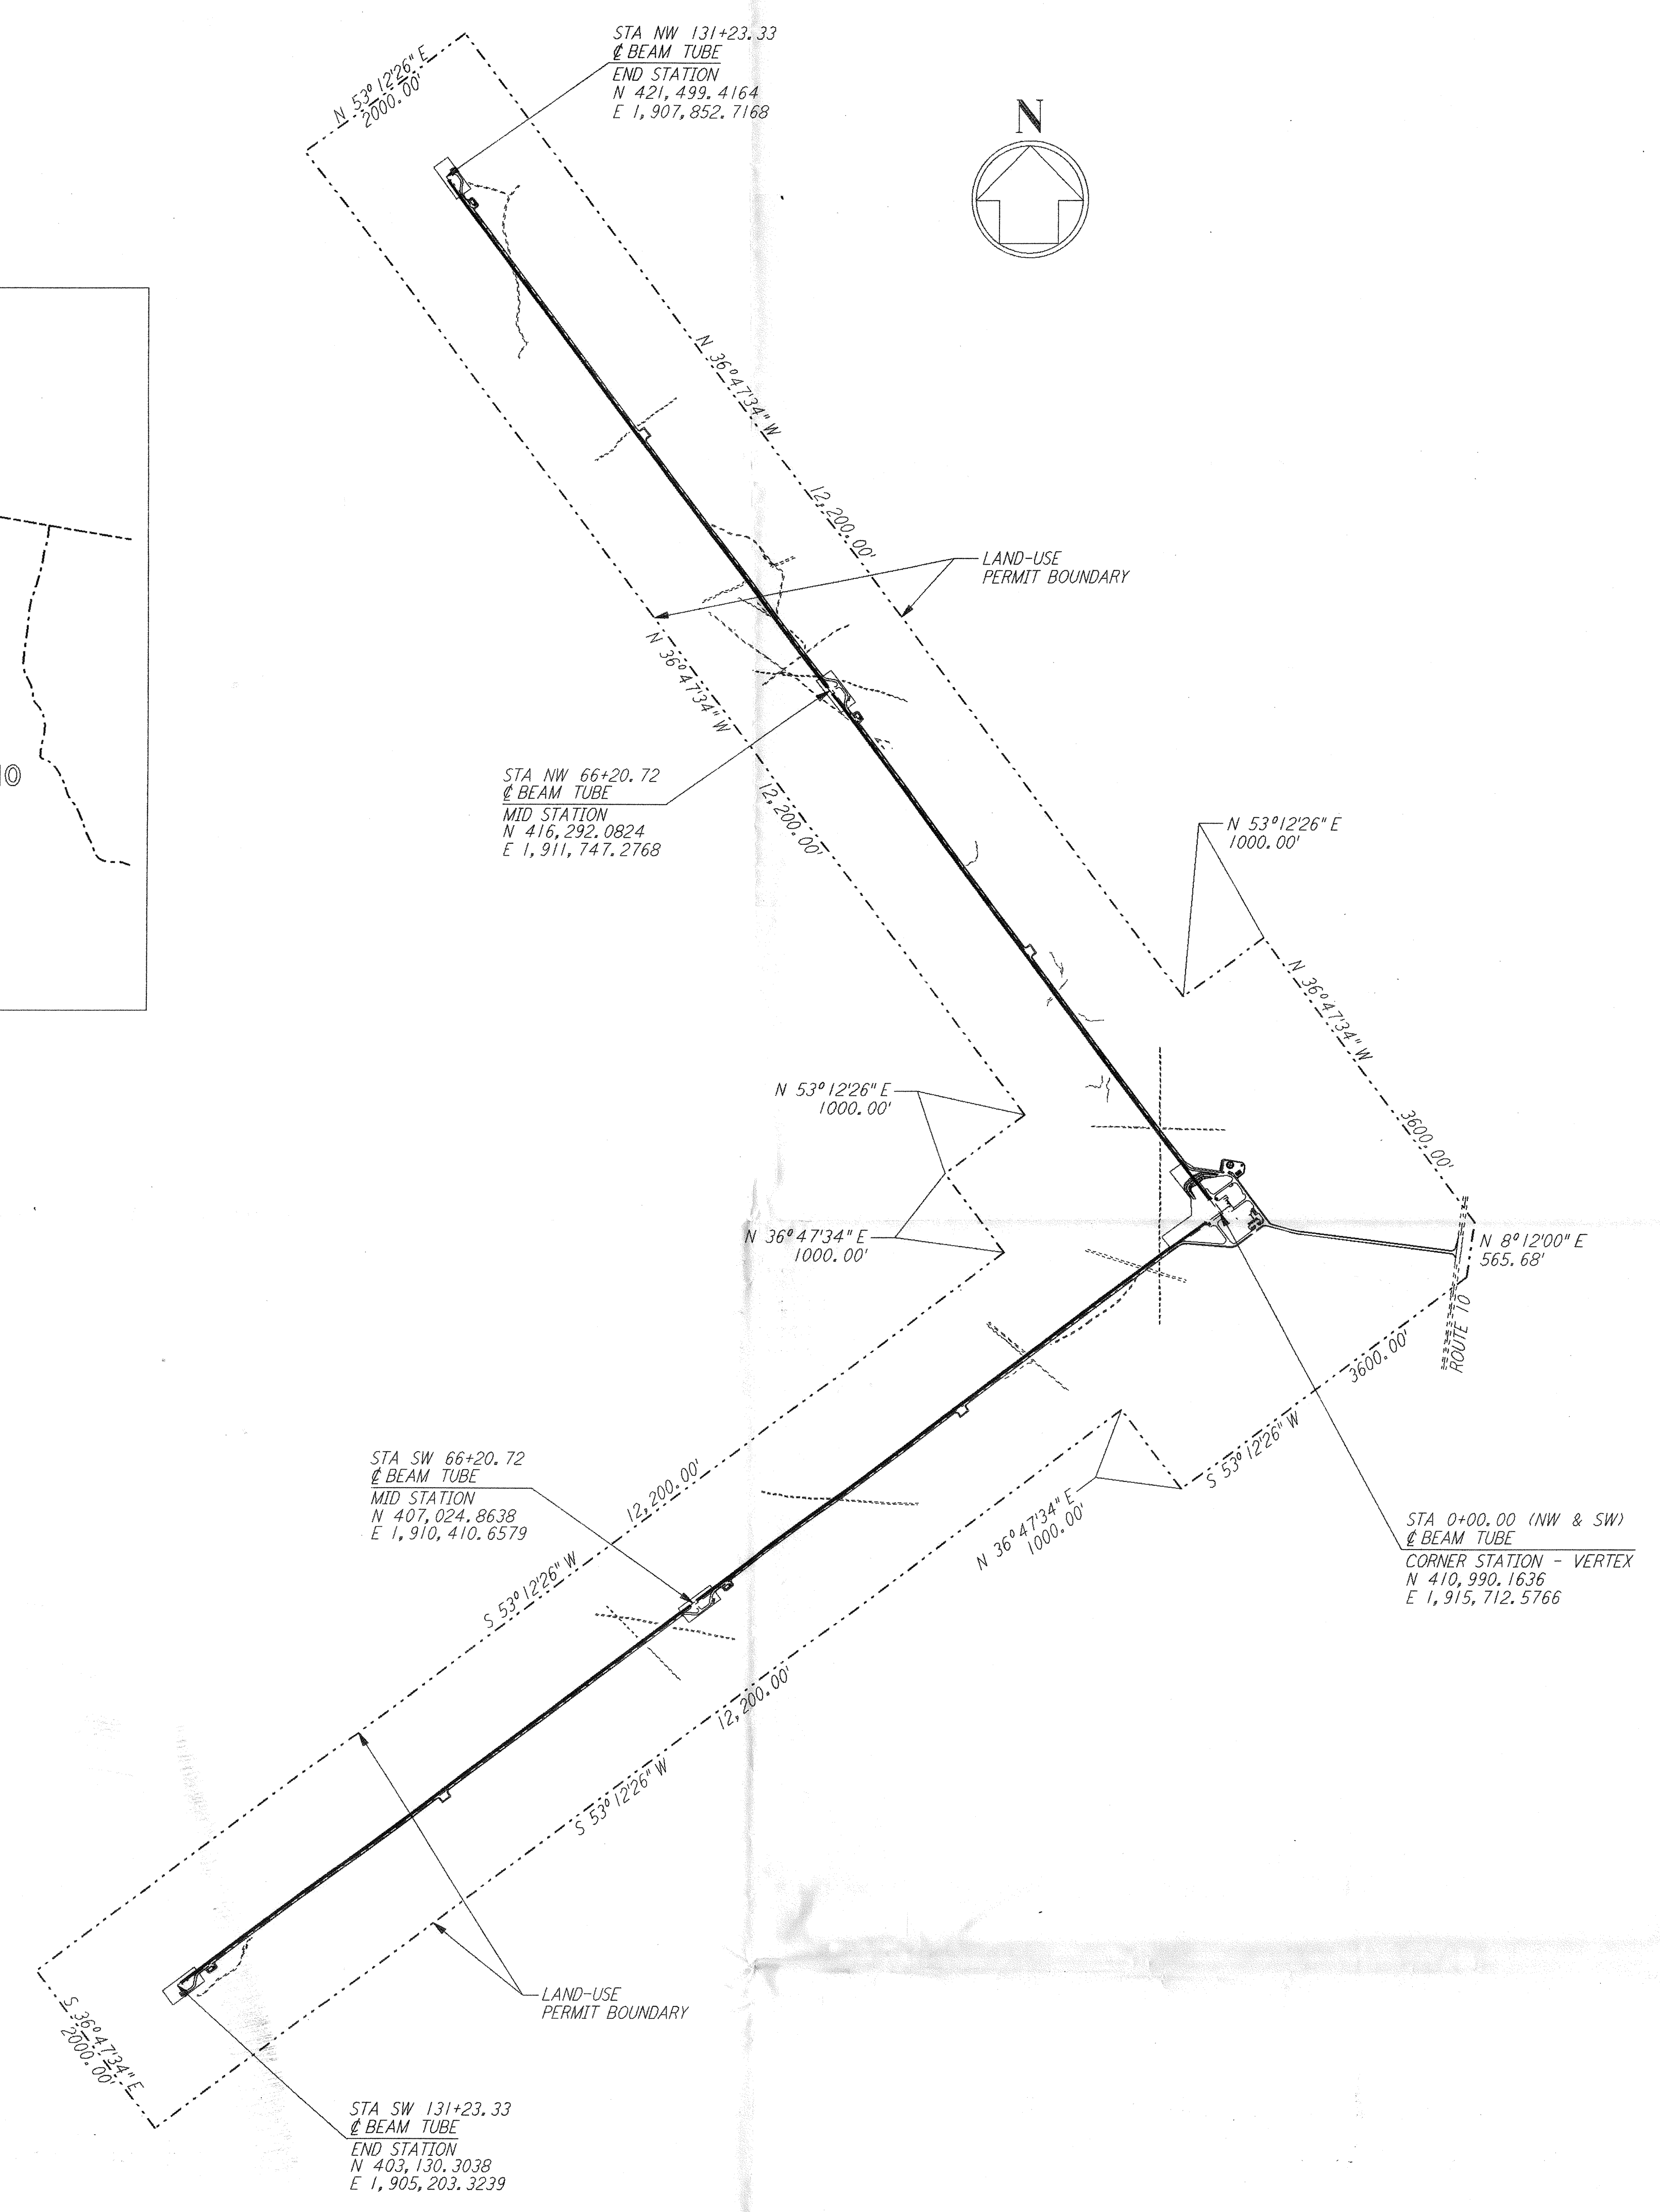 STA NW 131+23.33
℄ BEAM TUBE
END STATION
N 421,499.4164
E 1,907,852.7168
N 53°12'26" E
2000.00'
N
N 36°47'34" W
12,200.00'
LAND-USE
PERMIT BOUNDARY
N 36°47'34" W
12,200.00'
STA NW 66+20.72
℄ BEAM TUBE
MID STATION
N 416,292.0824
E 1,911,747.2768
N 53°12'26" E
1000.00'
N 36°47'34" W
3600.00'
N 53°12'26" E
1000.00'
N 36°47'34" E
1000.00'
N 8°12'00" E
565.68'
ROUTE 10
3600.00'
S 53°12'26" W
N 36°47'34" E
1000.00'
STA SW 66+20.72
℄ BEAM TUBE
MID STATION
N 407,024.8638
E 1,910,410.6579
12,200.00'
S 53°12'26" W
STA 0+00.00 (NW & SW)
℄ BEAM TUBE
CORNER STATION - VERTEX
N 410,990.1636
E 1,915,712.5766
12,200.00'
S 53°12'26" W
LAND-USE
PERMIT BOUNDARY
S 36°47'34" E
2000.00'
STA SW 131+23.33
℄ BEAM TUBE
END STATION
N 403,130.3038
E 1,905,203.3239